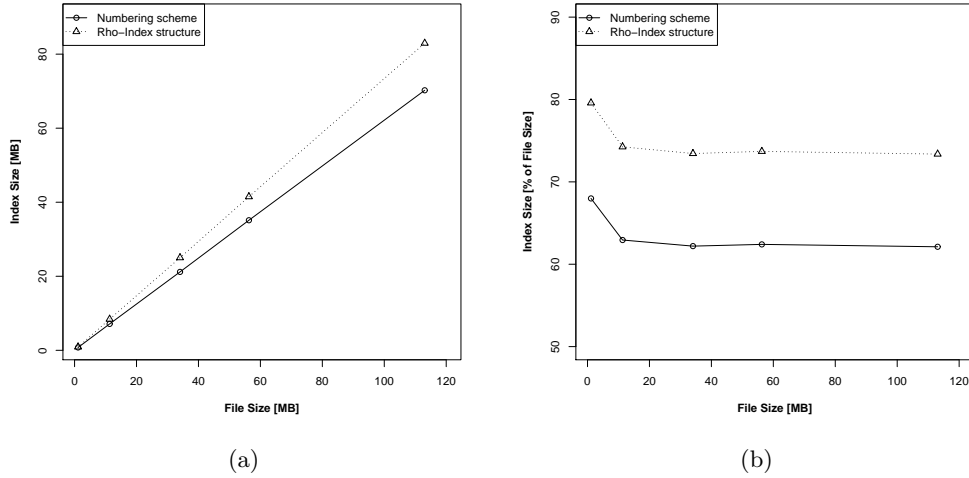 Numbering scheme
Rho−Index structure
80
60
40
20
0
Index Size [MB]
0 20 40 60 80 100 120
File Size [MB]
(a)
Numbering scheme
Rho−Index structure
90
80
70
60
50
Index Size [% of File Size]
0 20 40 60 80 100 120
File Size [MB]
(b)